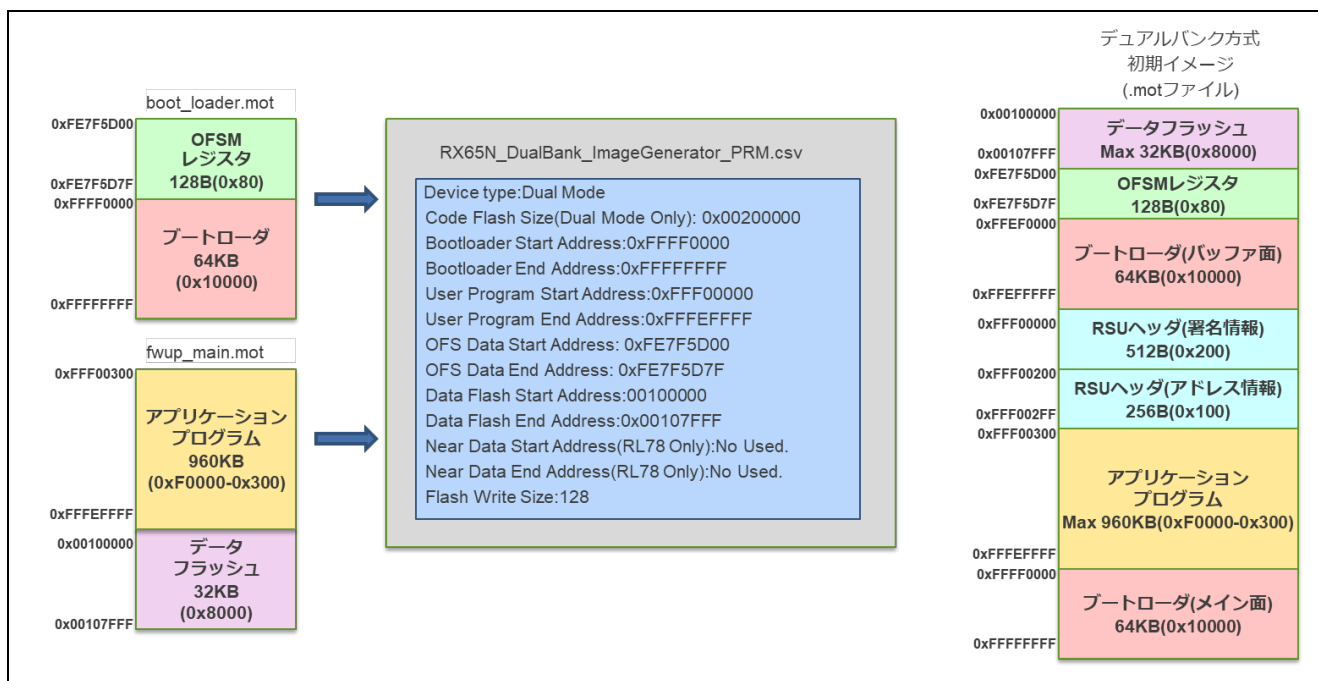 boot_loader.mot
0xFE7F5D00
OFSM
レジスタ
128B(0x80)
0xFE7F5D7F
0xFFFF0000
ブートローダ
64KB
(0x10000)
0xFFFFFFFF
fwup_main.mot
0xFFF00300
アプリケーション
プログラム
960KB
(0xF0000-0x300)
0xFFFEFFFF
0x00100000
データ
フラッシュ
32KB
(0x8000)
0x00107FFF
RX65N_DualBank_ImageGenerator_PRM.csv
Device type:Dual Mode
Code Flash Size(Dual Mode Only): 0x00200000
Bootloader Start Address:0xFFFF0000
Bootloader End Address:0xFFFFFFFF
User Program Start Address:0xFFF00000
User Program End Address:0xFFFEFFFF
OFS Data Start Address: 0xFE7F5D00
OFS Data End Address: 0xFE7F5D7F
Data Flash Start Address:00100000
Data Flash End Address:0x00107FFF
Near Data Start Address(RL78 Only):No Used.
Near Data End Address(RL78 Only):No Used.
Flash Write Size:128
デュアルバンク方式
初期イメージ
(.motファイル)
0x00100000
データフラッシュ
Max 32KB(0x8000)
0x00107FFF
0xFE7F5D00
OFSMレジスタ
128B(0x80)
0xFE7F5D7F
0xFFEF0000
ブートローダ(バッファ面)
64KB(0x10000)
0xFFEFFFFF
0xFFF00000
RSUヘッダ(署名情報)
512B(0x200)
0xFFF00200
RSUヘッダ(アドレス情報)
256B(0x100)
0xFFF002FF
0xFFF00300
アプリケーション
プログラム
Max 960KB(0xF0000-0x300)
0xFFFEFFFF
0xFFFF0000
ブートローダ(メイン面)
64KB(0x10000)
0xFFFFFFFF